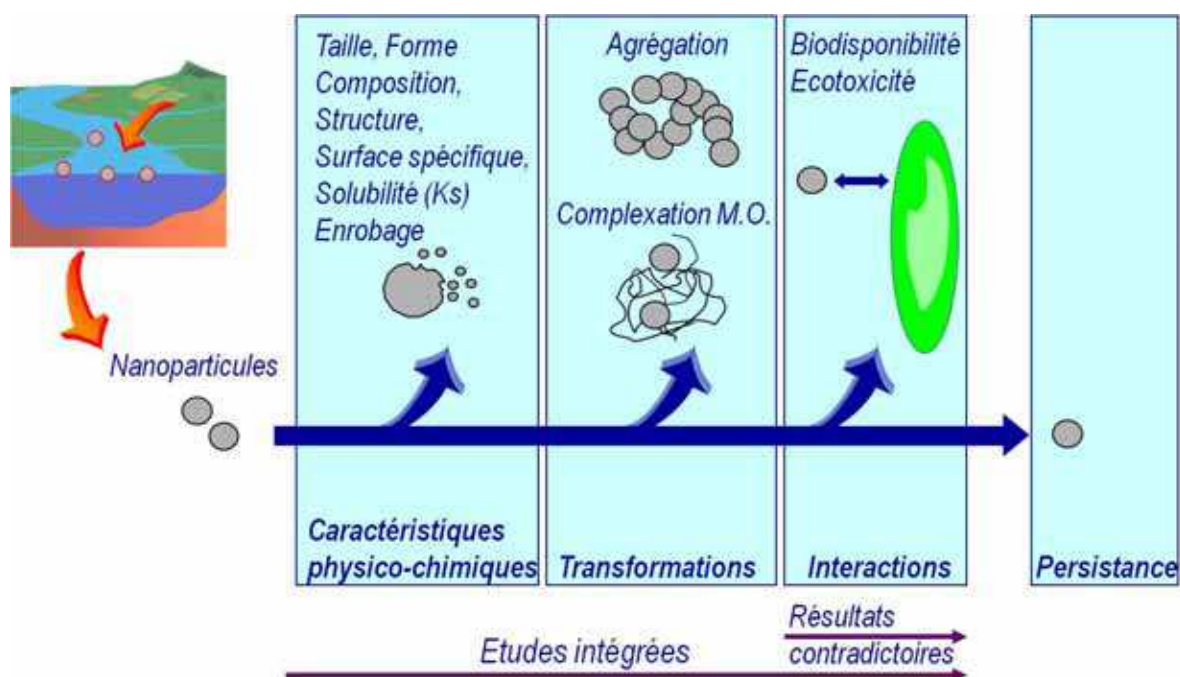 Taille, Forme
Composition,
Structure,
Surface spécifique,
Solubilité (Ks)
Enrobage
Agrégation
Complexation M.O.
Biodisponibilité
Ecotoxicité
Nanoparticules
Caractéristiques
physico-chimiques
Transformations
Interactions
Persistance
Etudes intégrées
Résultats
contradictoires